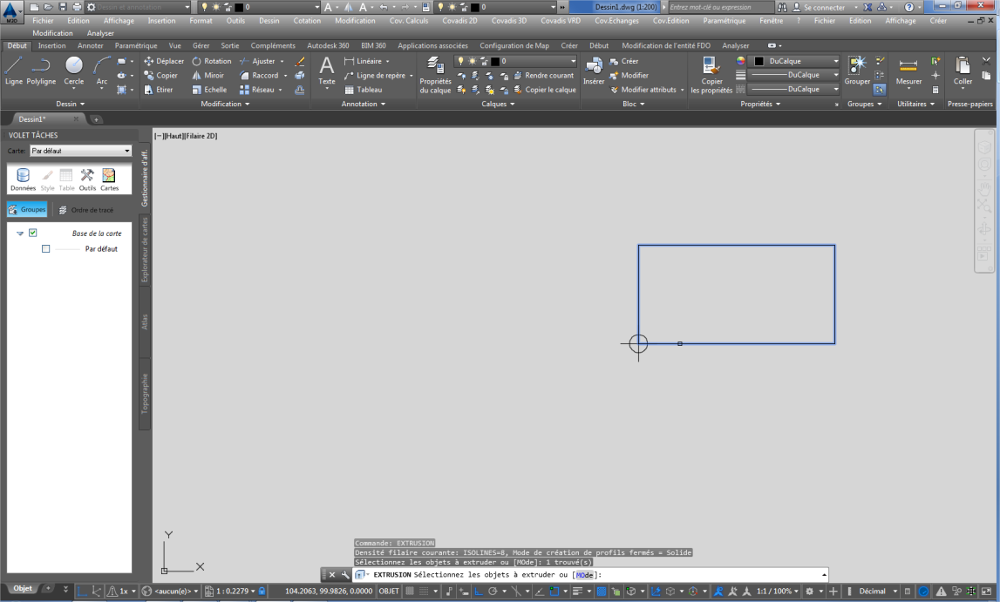 Dessin et annotation 0 0 Dessin1.dwg (1:200) Entrez mot-clé ou expression Se connecter
M3D Fichier Edition Affichage Insertion Format Outils Dessin Cotation Modification Cov. Calculs Covadis 2D Covadis 3D Covadis VRD Cov.Echanges Cov.Edition Paramétrique Fenêtre ? Fichier Edition Affichage Créer
Modification Analyser
Début Insertion Annoter Paramétrique Vue Gérer Sortie Compléments Autodesk 360 BIM 360 Applications associées Configuration de Map Créer Début Modification de l'entité FDO Analyser
Déplacer Rotation Ajuster Linéaire 0 Créer DuCalque
Ligne Polyligne Cercle Arc Copier Miroir Raccord Texte Ligne de repère Propriétés du calque Rendre courant Insérer Modifier Copier les propriétés DuCalque Grouper Mesurer Coller
Etirer Echelle Réseau Tableau Copier le calque Modifier attributs DuCalque
Dessin Modification Annotation Calques Bloc Propriétés Groupes Utilitaires Presse-papiers
Dessin1*
VOLET TÂCHES
Carte: Par défaut
Données Style Table Outils Cartes
Groupes Ordre de tracé
Base de la carte
Par défaut
Gestionnaire d'aff.
Explorateur de cartes
Atlas
Topographie
[−][Haut][Filaire 2D]
Y
X
Commande: EXTRUSION
Densité filaire courante: ISOLINES=8, Mode de création de profils fermés = Solide
Sélectionnez les objets à extruder ou [MOde]: 1 trouvé(s)
EXTRUSION Sélectionnez les objets à extruder ou [MOde]:
Objet + 1x <aucun(e)> 1 : 0.2279 104.2063, 99.9826, 0.0000 OBJET 1:1 / 100% Décimal